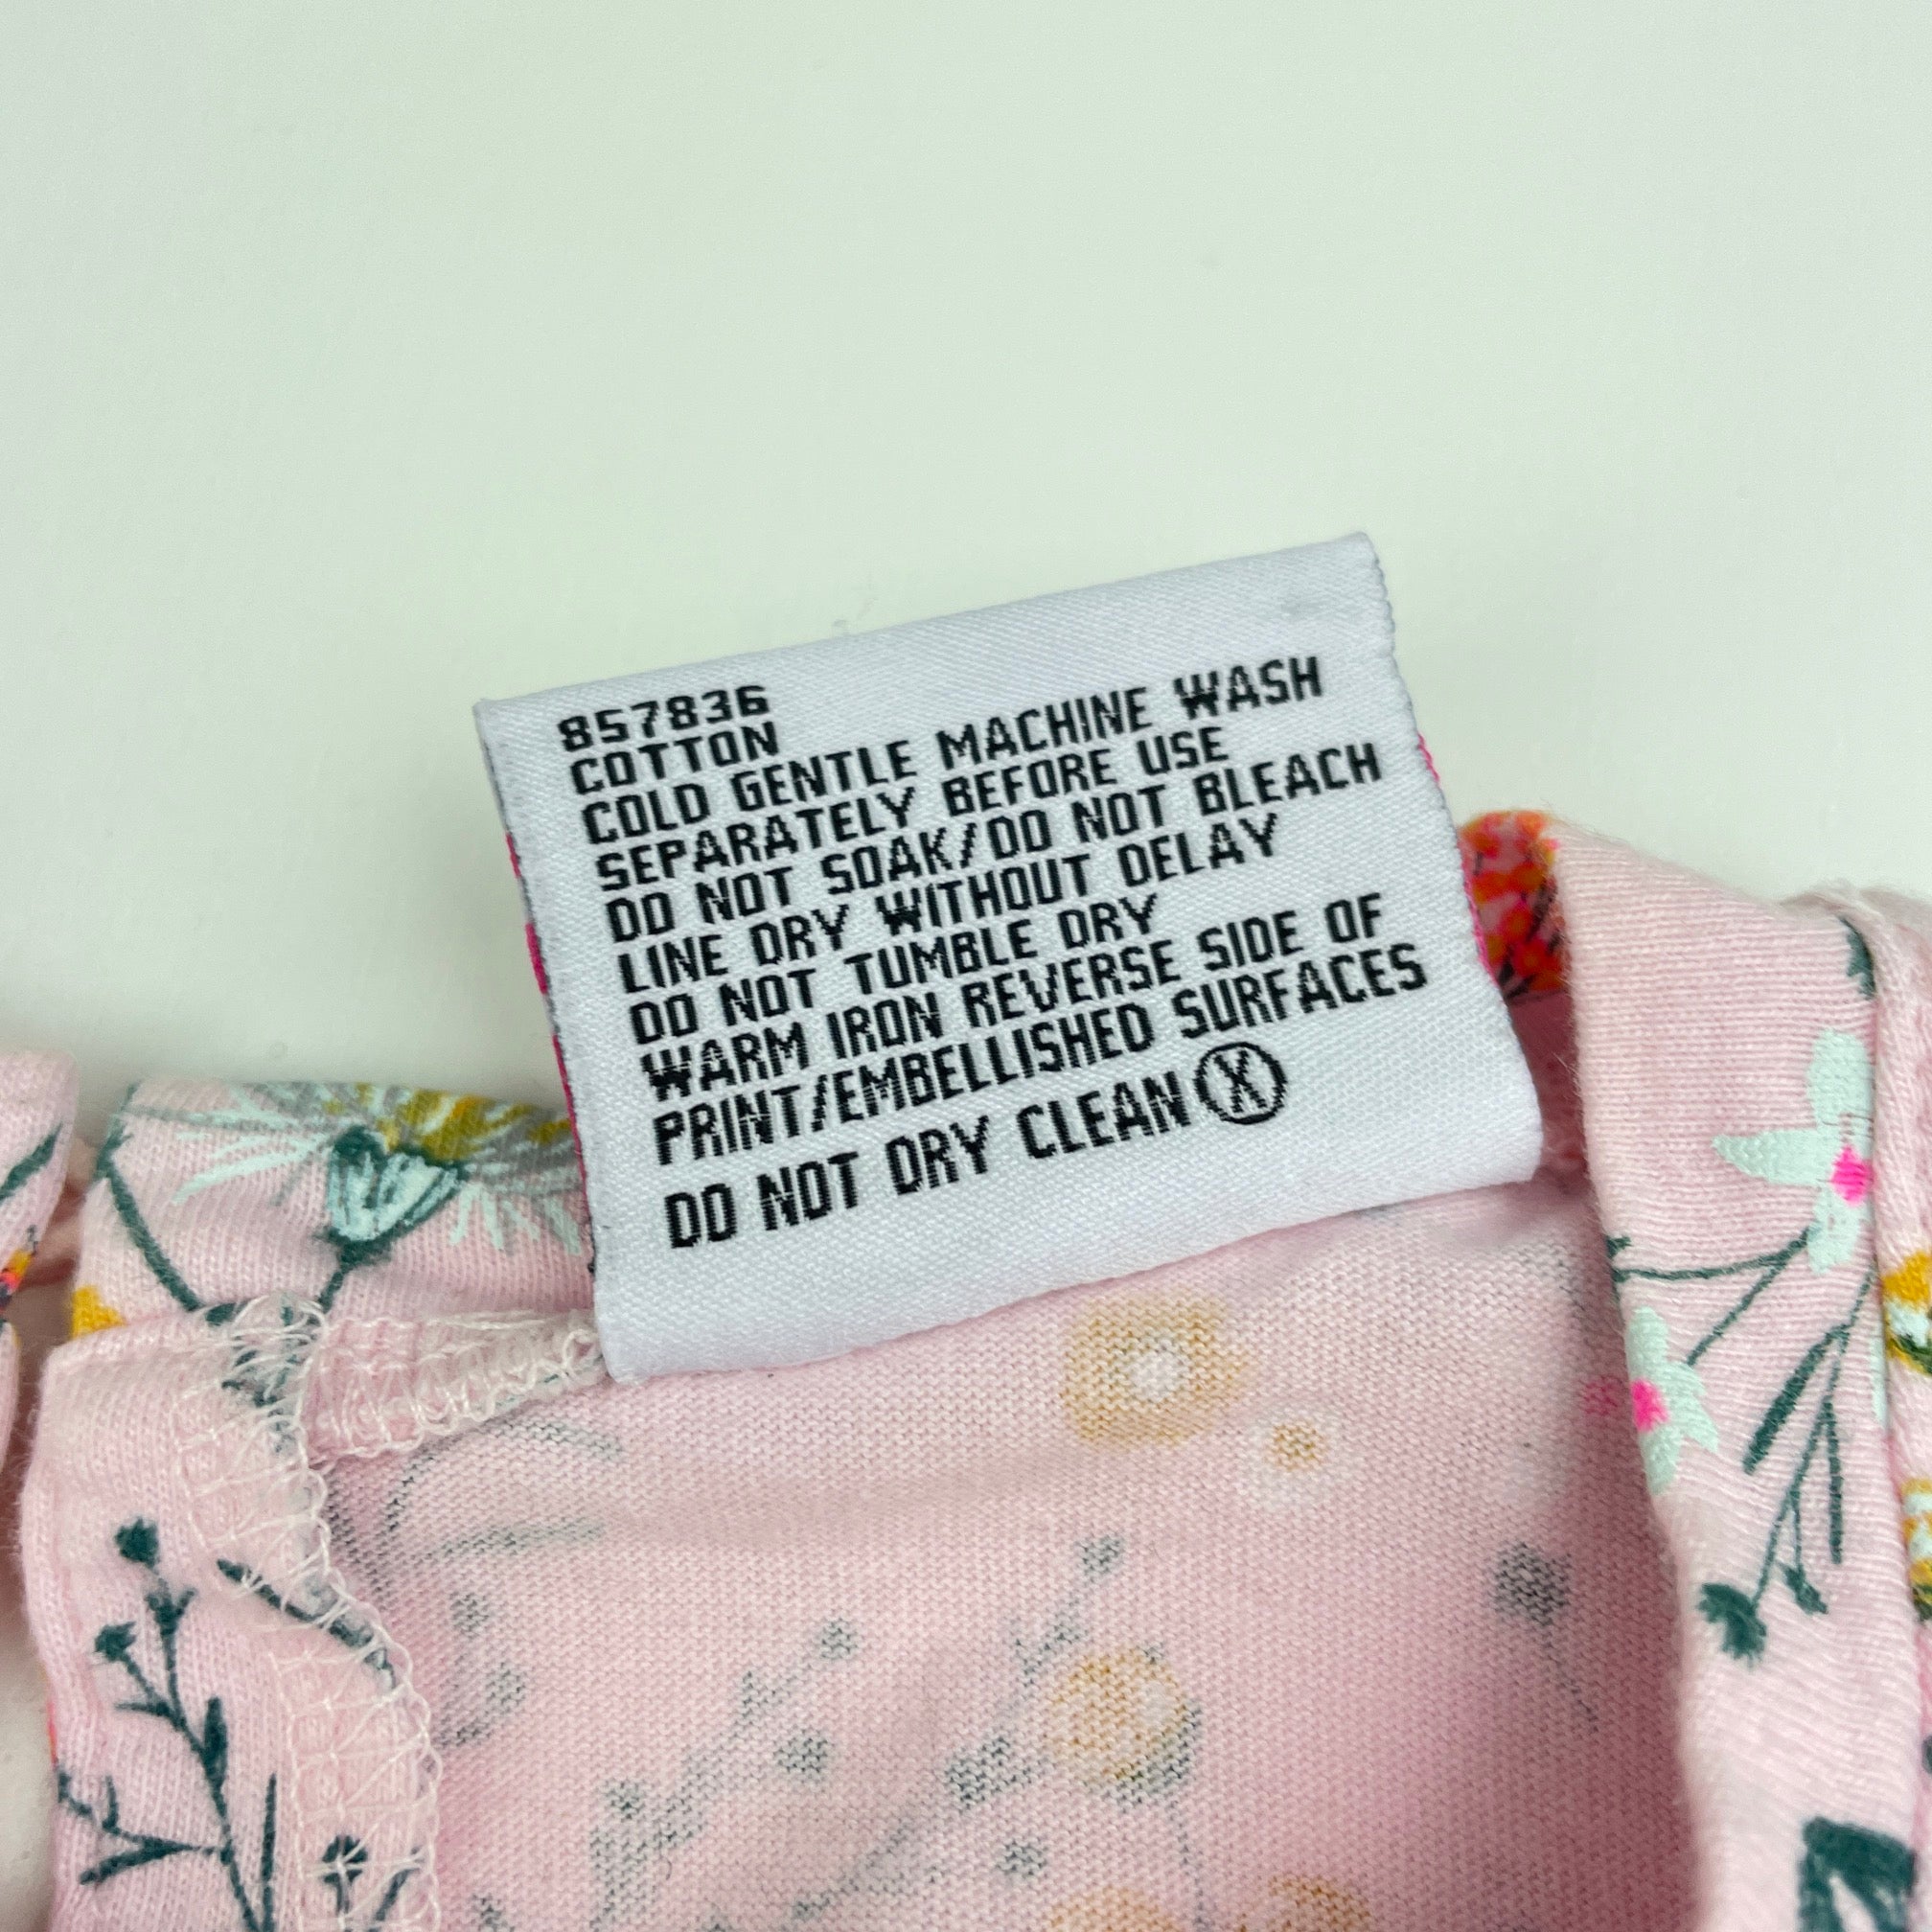 857836
COTTON
COLD GENTLE MACHINE WASH
SEPARATELY BEFORE USE
DO NOT SOAK/DO NOT BLEACH
LINE DRY WITHOUT DELAY
DO NOT TUMBLE DRY
WARM IRON REVERSE SIDE OF
PRINT/EMBELLISHED SURFACES
DO NOT DRY CLEAN Ⓧ